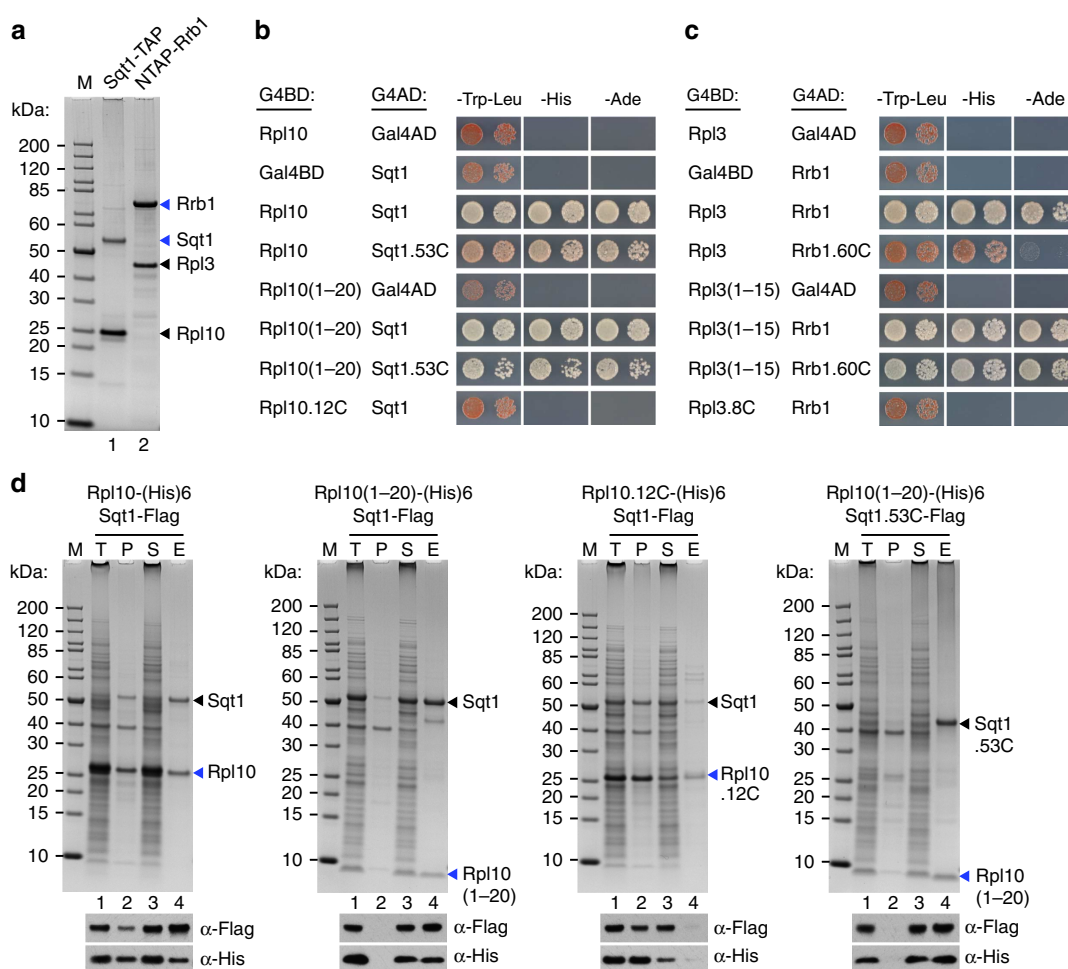 a
Sqt1-TAP
NTAP-Rrb1
M
kDa:
200
120
85
60
50
40
30
25
20
15
10
Rrb1
Sqt1
Rpl3
Rpl10
1 2
b
G4BD: G4AD: -Trp-Leu -His -Ade
Rpl10 Gal4AD
Gal4BD Sqt1
Rpl10 Sqt1
Rpl10 Sqt1.53C
Rpl10(1–20) Gal4AD
Rpl10(1–20) Sqt1
Rpl10(1–20) Sqt1.53C
Rpl10.12C Sqt1
c
G4BD: G4AD: -Trp-Leu -His -Ade
Rpl3 Gal4AD
Gal4BD Rrb1
Rpl3 Rrb1
Rpl3 Rrb1.60C
Rpl3(1–15) Gal4AD
Rpl3(1–15) Rrb1
Rpl3(1–15) Rrb1.60C
Rpl3.8C Rrb1
d
Rpl10-(His)6
Sqt1-Flag
M T P S E
kDa:
200
120
85
60
50
40
30
25
20
15
10
Sqt1
Rpl10
1 2 3 4
α-Flag
α-His
Rpl10(1–20)-(His)6
Sqt1-Flag
M T P S E
kDa:
200
120
85
60
50
40
30
25
20
15
10
Sqt1
Rpl10
(1–20)
1 2 3 4
α-Flag
α-His
Rpl10.12C-(His)6
Sqt1-Flag
M T P S E
kDa:
200
120
85
60
50
40
30
25
20
15
10
Sqt1
Rpl10
.12C
1 2 3 4
α-Flag
α-His
Rpl10(1–20)-(His)6
Sqt1.53C-Flag
M T P S E
kDa:
200
120
85
60
50
40
30
25
20
15
10
Sqt1
.53C
Rpl10
(1–20)
1 2 3 4
α-Flag
α-His